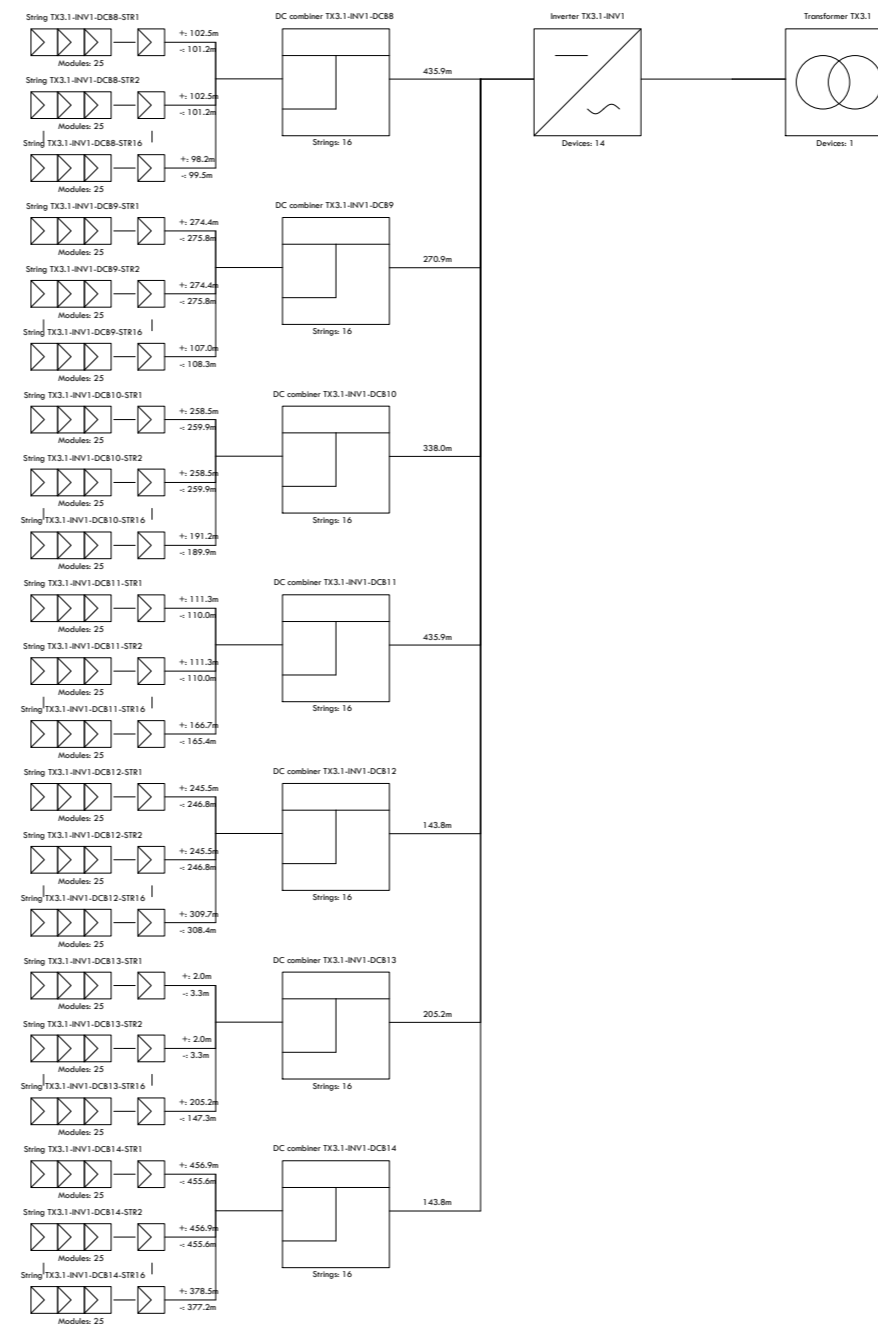 String TX3.1-INV1-DCB8-STR1
+: 102.5m
-: 101.2m
Modules: 25
String TX3.1-INV1-DCB8-STR2
+: 102.5m
-: 101.2m
Modules: 25
String TX3.1-INV1-DCB8-STR16
+: 98.2m
-: 99.5m
Modules: 25
DC combiner TX3.1-INV1-DCB8
Strings: 16
435.9m
Inverter TX3.1-INV1
Devices: 14
Transformer TX3.1
Devices: 1
String TX3.1-INV1-DCB9-STR1
+: 274.4m
-: 275.8m
Modules: 25
String TX3.1-INV1-DCB9-STR2
+: 274.4m
-: 275.8m
Modules: 25
String TX3.1-INV1-DCB9-STR16
+: 107.0m
-: 108.3m
Modules: 25
DC combiner TX3.1-INV1-DCB9
Strings: 16
270.9m
String TX3.1-INV1-DCB10-STR1
+: 258.5m
-: 259.9m
Modules: 25
String TX3.1-INV1-DCB10-STR2
+: 258.5m
-: 259.9m
Modules: 25
String TX3.1-INV1-DCB10-STR16
+: 191.2m
-: 189.9m
Modules: 25
DC combiner TX3.1-INV1-DCB10
Strings: 16
338.0m
String TX3.1-INV1-DCB11-STR1
+: 111.3m
-: 110.0m
Modules: 25
String TX3.1-INV1-DCB11-STR2
+: 111.3m
-: 110.0m
Modules: 25
String TX3.1-INV1-DCB11-STR16
+: 166.7m
-: 165.4m
Modules: 25
DC combiner TX3.1-INV1-DCB11
Strings: 16
435.9m
String TX3.1-INV1-DCB12-STR1
+: 245.5m
-: 246.8m
Modules: 25
String TX3.1-INV1-DCB12-STR2
+: 245.5m
-: 246.8m
Modules: 25
String TX3.1-INV1-DCB12-STR16
+: 309.7m
-: 308.4m
Modules: 25
DC combiner TX3.1-INV1-DCB12
Strings: 16
143.8m
String TX3.1-INV1-DCB13-STR1
+: 2.0m
-: 3.3m
Modules: 25
String TX3.1-INV1-DCB13-STR2
+: 2.0m
-: 3.3m
Modules: 25
String TX3.1-INV1-DCB13-STR16
+: 205.2m
-: 147.3m
Modules: 25
DC combiner TX3.1-INV1-DCB13
Strings: 16
205.2m
String TX3.1-INV1-DCB14-STR1
+: 456.9m
-: 455.6m
Modules: 25
String TX3.1-INV1-DCB14-STR2
+: 456.9m
-: 455.6m
Modules: 25
String TX3.1-INV1-DCB14-STR16
+: 378.5m
-: 377.2m
Modules: 25
DC combiner TX3.1-INV1-DCB14
Strings: 16
143.8m